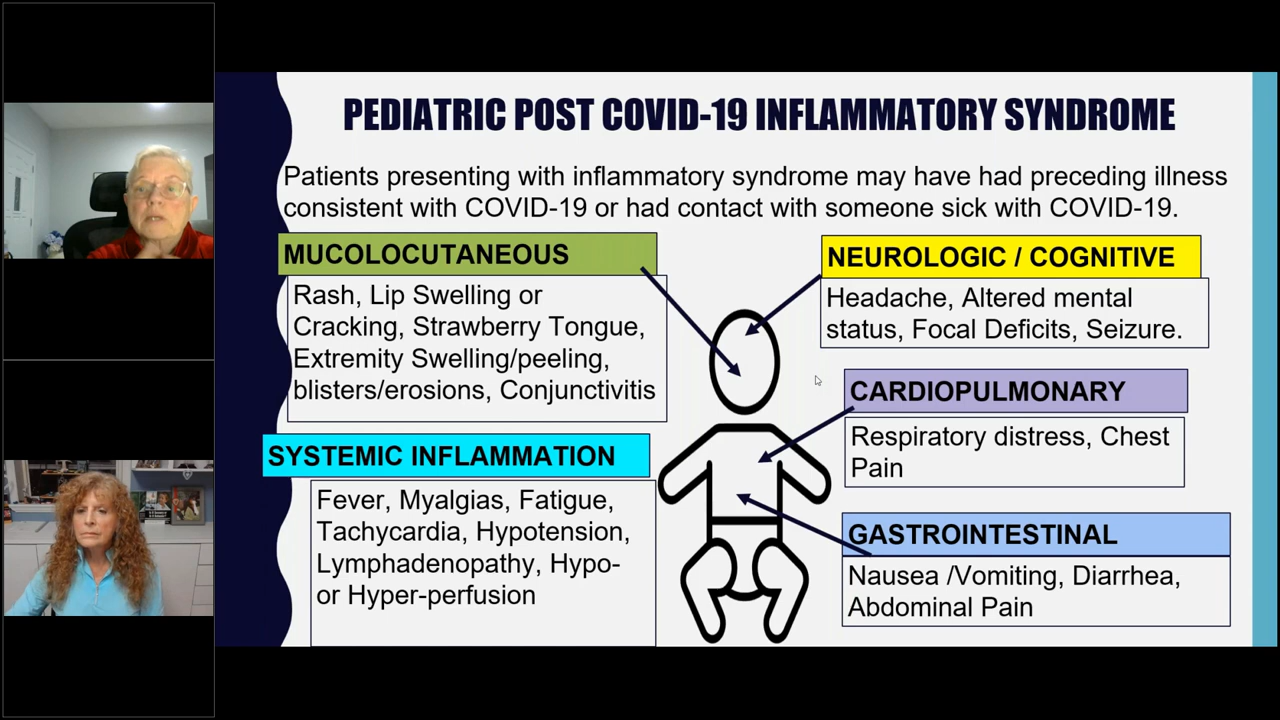 PEDIATRIC POST COVID-19 INFLAMMATORY SYNDROME
Patients presenting with inflammatory syndrome may have had preceding illness
consistent with COVID-19 or had contact with someone sick with COVID-19.
MUCOLOCUTANEOUS
Rash, Lip Swelling or
Cracking, Strawberry Tongue,
Extremity Swelling/peeling,
blisters/erosions, Conjunctivitis
SYSTEMIC INFLAMMATION
Fever, Myalgias, Fatigue,
Tachycardia, Hypotension,
Lymphadenopathy, Hypo-
or Hyper-perfusion
NEUROLOGIC / COGNITIVE
Headache, Altered mental
status, Focal Deficits, Seizure.
CARDIOPULMONARY
Respiratory distress, Chest
Pain
GASTROINTESTINAL
Nausea /Vomiting, Diarrhea,
Abdominal Pain